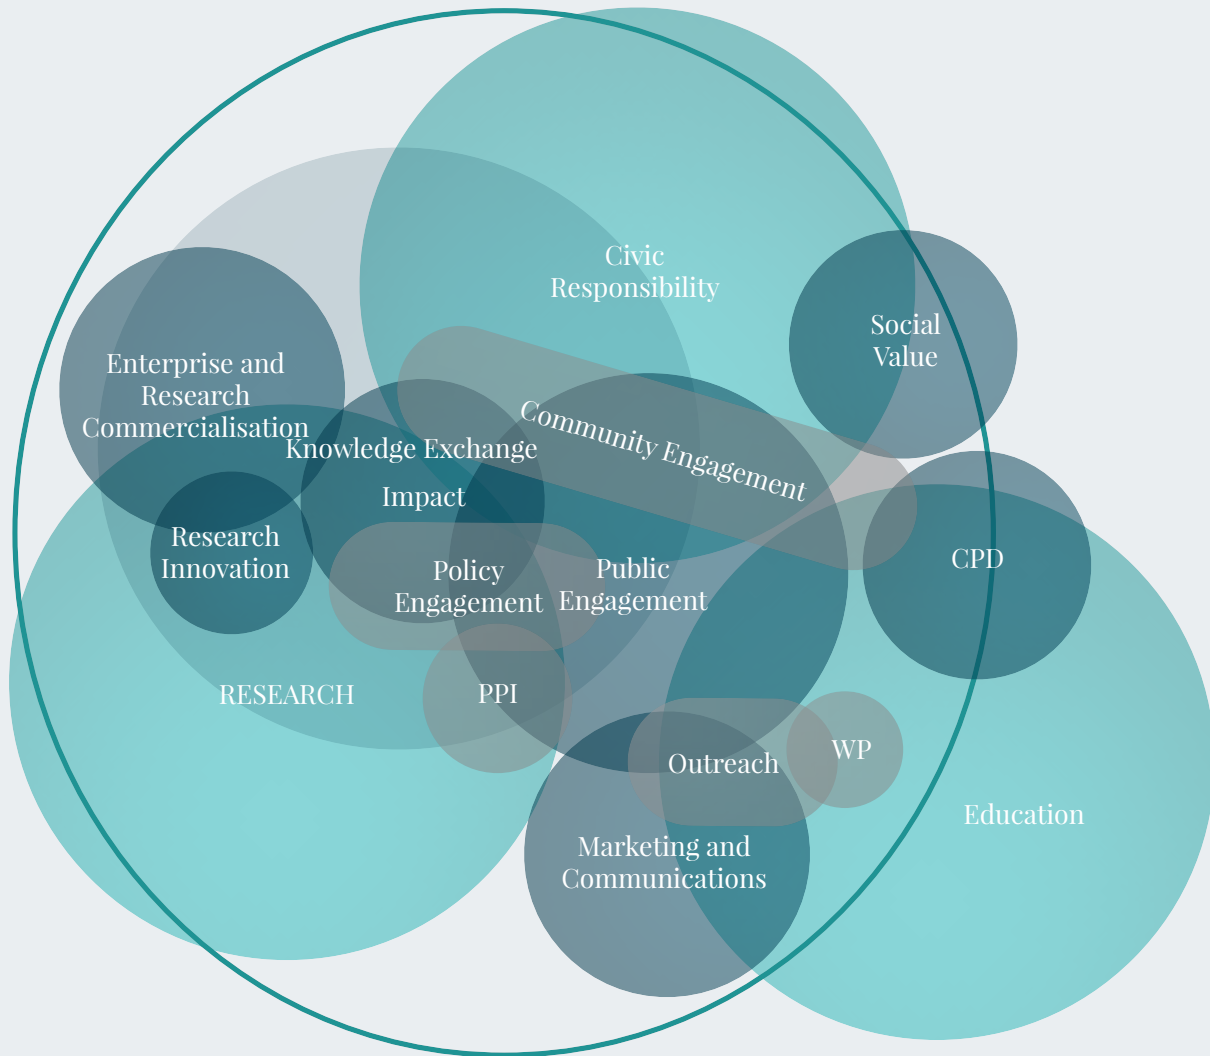 Civic
Responsibility
Social
Value
Enterprise and
Research
Commercialisation
Knowledge Exchange
Community Engagement
Impact
Research
Innovation
Policy
Engagement
Public
Engagement
CPD
RESEARCH
PPI
Outreach
WP
Education
Marketing and
Communications